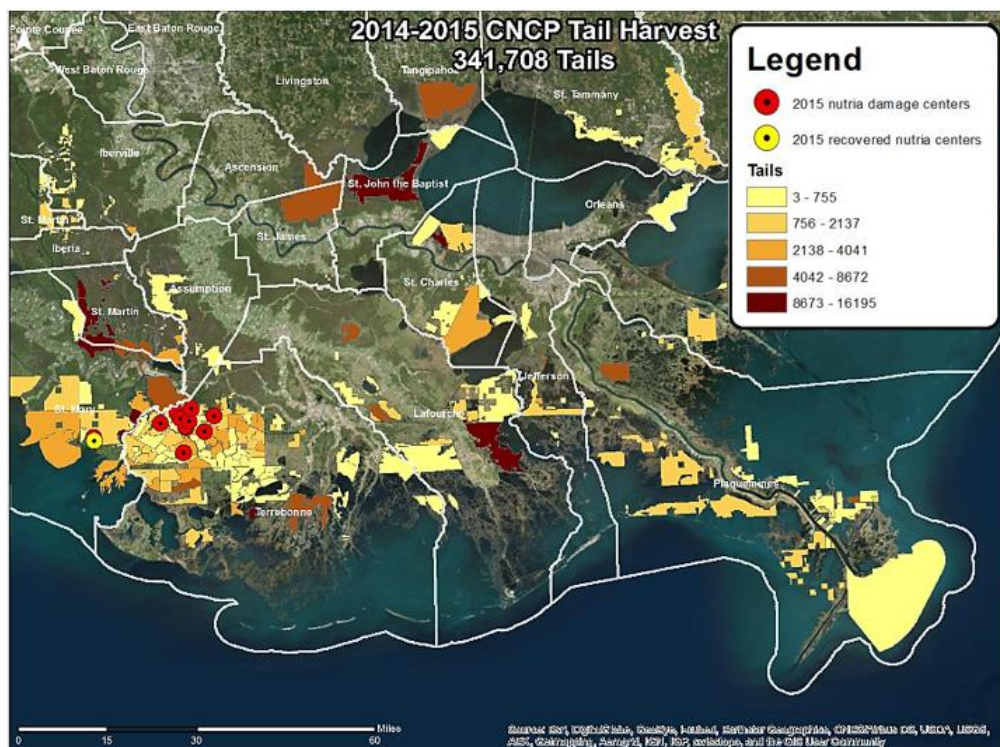 2014-2015 CNCP Tail Harvest
341,708 Tails
Legend
2015 nutria damage centers
2015 recovered nutria centers
Tails
3 - 755
756 - 2137
2138 - 4041
4042 - 8672
8673 - 16195
Pointe Coupee
East Baton Rouge
West Baton Rouge
Livingston
Tangipahoa
St. Tammany
Iberville
Ascension
St. John the Baptist
Orleans
St. Martin
Iberia
St. James
Assumption
St. Charles
St. Martin
Jefferson
St. Mary
Lafourche
Plaquemines
Terrebonne
Miles
0 15 30 60